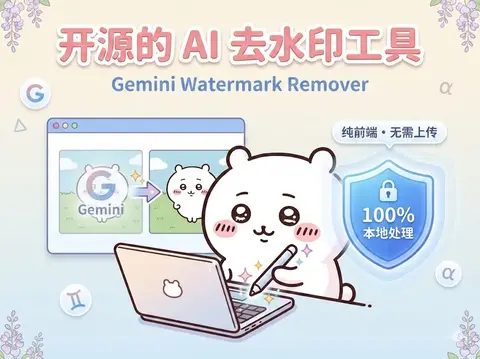 开源的 AI 去水印工具
Gemini Watermark Remover
G
α
纯前端·无需上传
G
Gemini
100%
本地处理
α